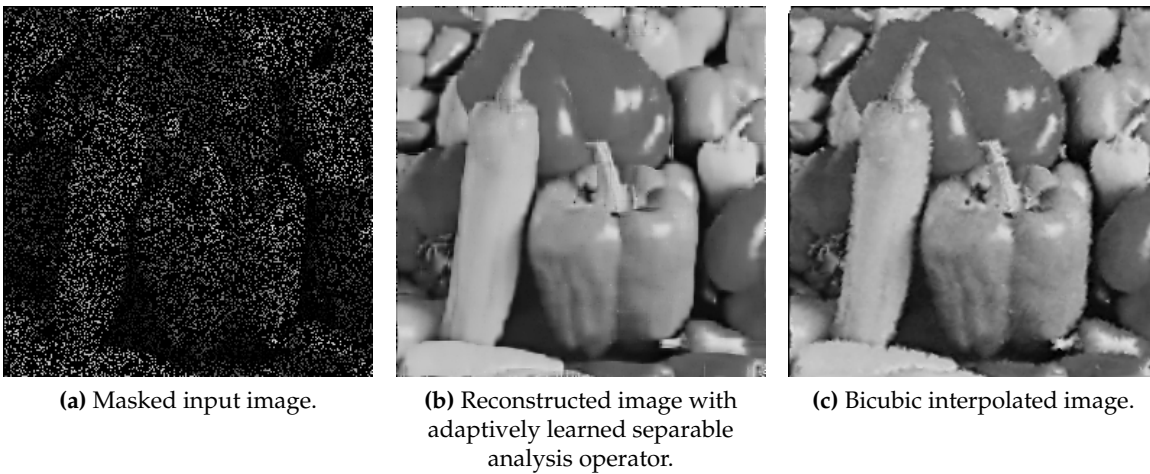 (a) Masked input image.
(b) Reconstructed image with
adaptively learned separable
analysis operator.
(c) Bicubic interpolated image.